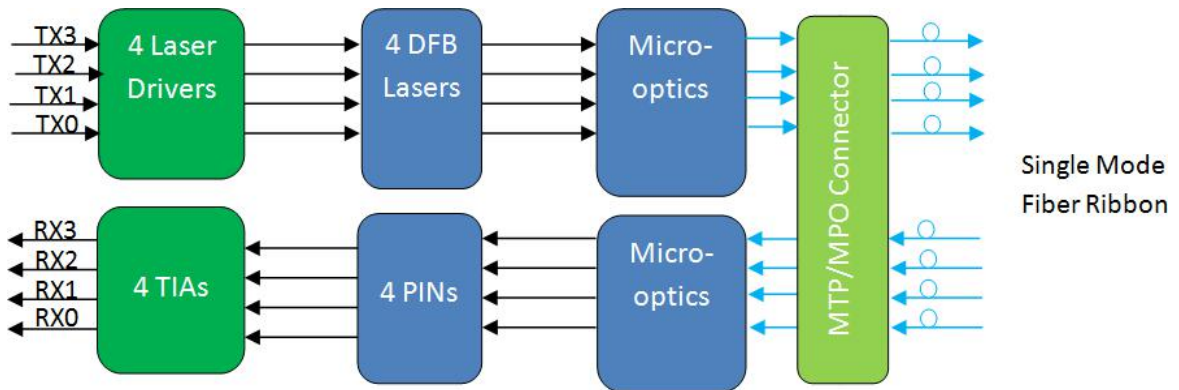 TX3
TX2
TX1
TX0
4 Laser
Drivers
4 DFB
Lasers
Micro-
optics
MTP/MPO Connector
Single Mode
Fiber Ribbon
RX3
RX2
RX1
RX0
4 TIAs
4 PINs
Micro-
optics